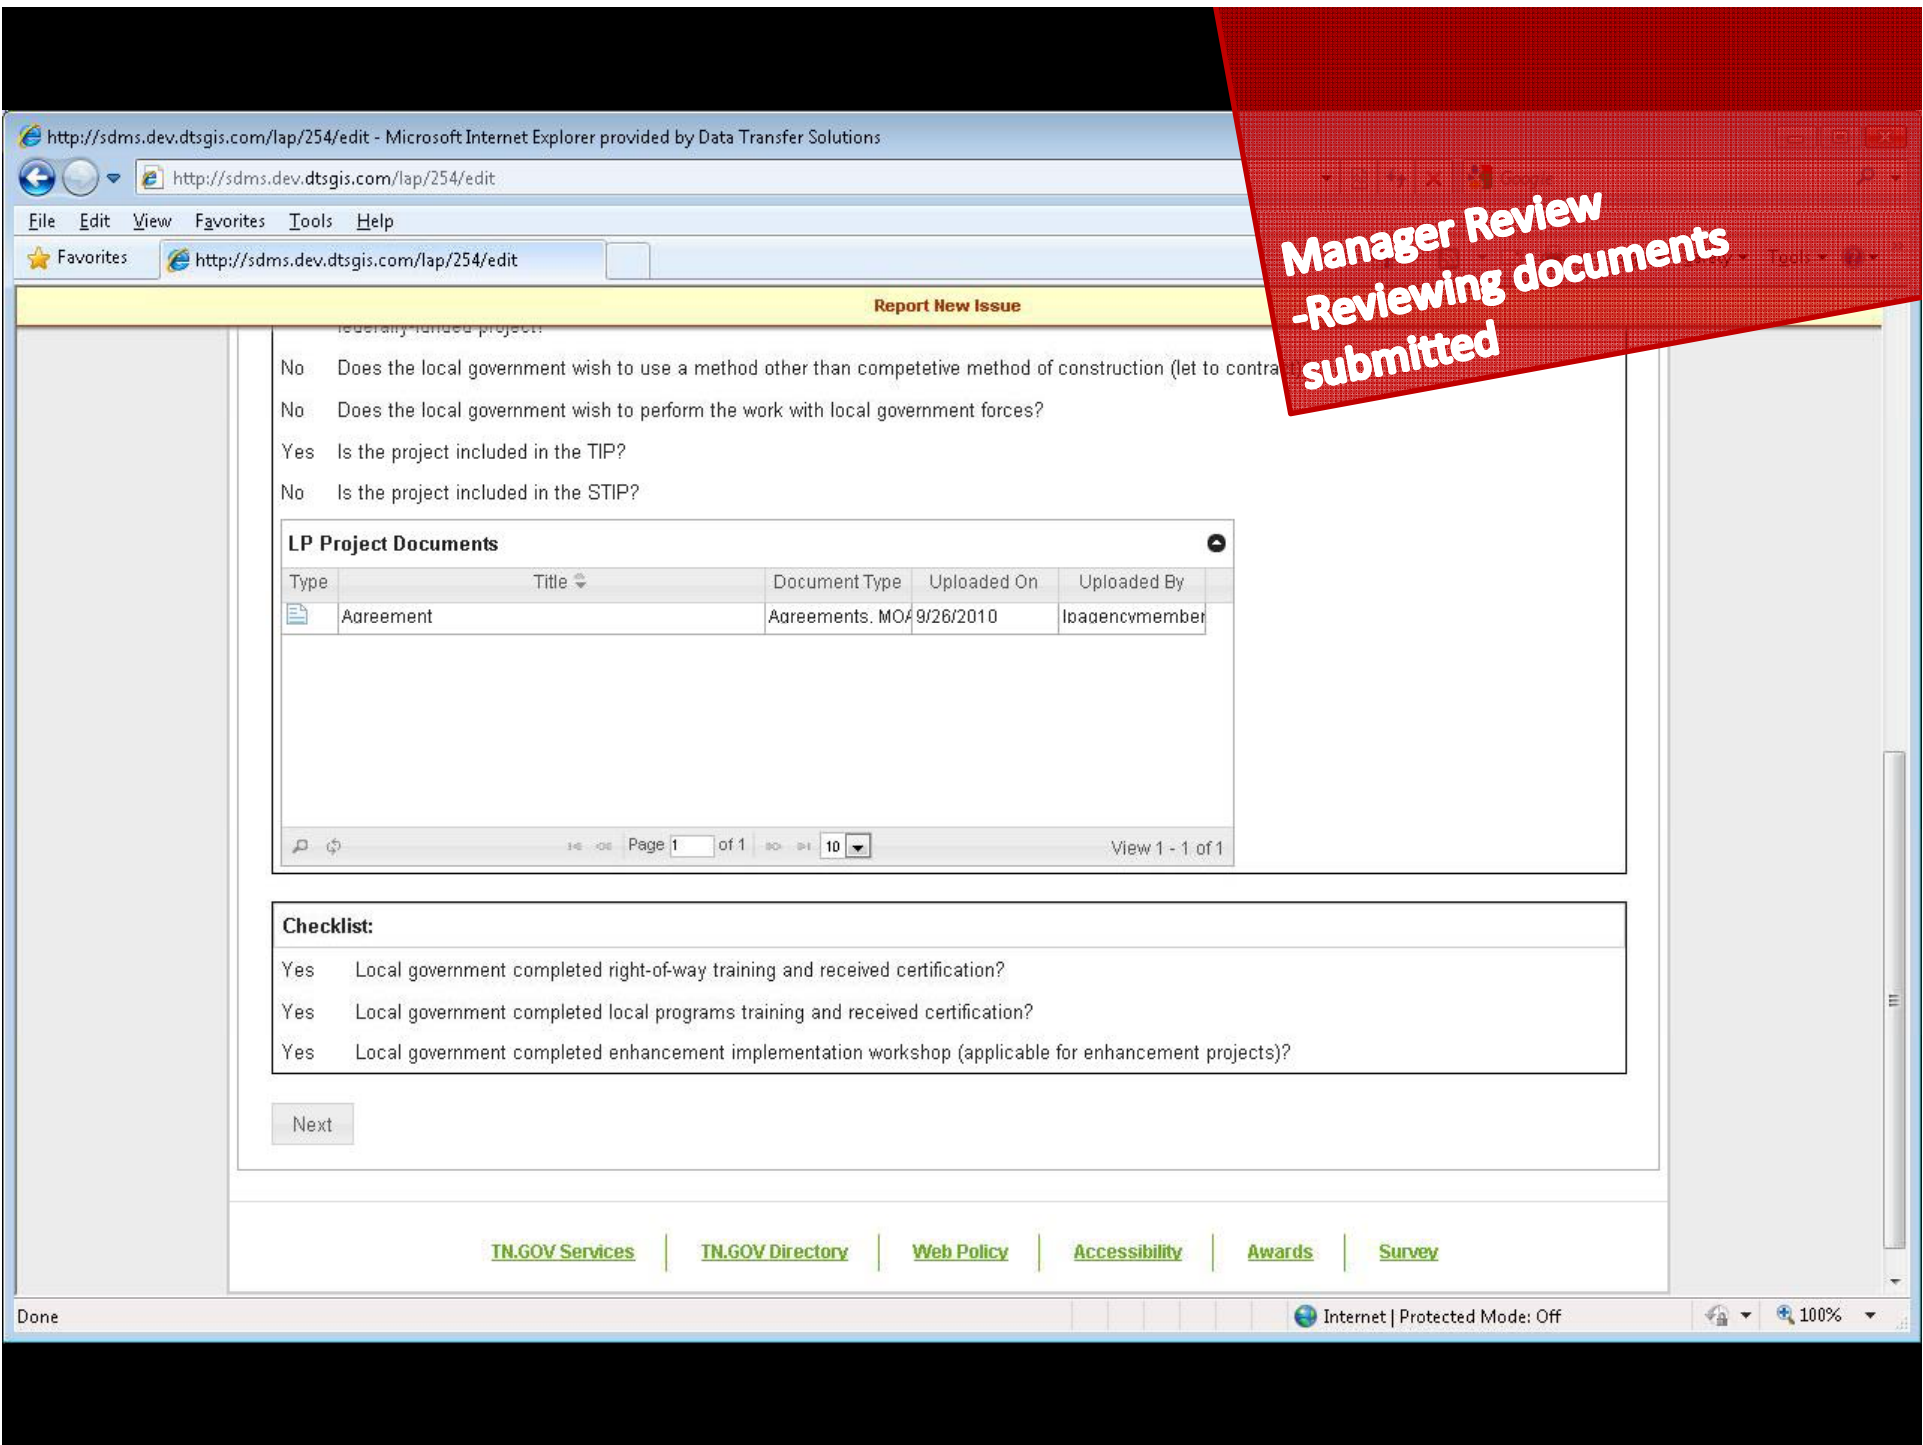 http://sdms.dev.dtsgis.com/lap/254/edit - Microsoft Internet Explorer provided by Data Transfer Solutions
http://sdms.dev.dtsgis.com/lap/254/edit
Google
File Edit View Favorites Tools Help
Favorites http://sdms.dev.dtsgis.com/lap/254/edit
Tools
Manager Review
-Reviewing documents
submitted
Report New Issue
federally-funded project?
No Does the local government wish to use a method other than competetive method of construction (let to contra
No Does the local government wish to perform the work with local government forces?
Yes Is the project included in the TIP?
No Is the project included in the STIP?
LP Project Documents
Type Title Document Type Uploaded On Uploaded By
Agreement Agreements, MOA 9/26/2010 lpagencymember
Page 1 of 1 10 View 1 - 1 of 1
Checklist:
Yes Local government completed right-of-way training and received certification?
Yes Local government completed local programs training and received certification?
Yes Local government completed enhancement implementation workshop (applicable for enhancement projects)?
Next
TN.GOV Services TN.GOV Directory Web Policy Accessibility Awards Survey
Done Internet | Protected Mode: Off 100%